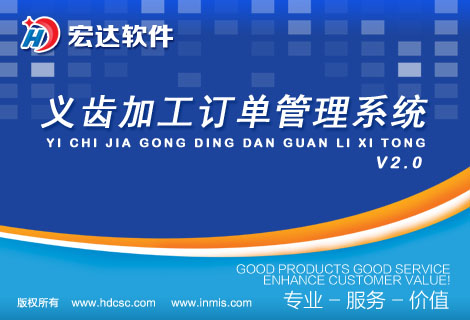 HD 宏达软件
义齿加工订单管理系统
YI CHI JIA GONG DING DAN GUAN LI XI TONG
V2.0
GOOD PRODUCTS GOOD SERVICE
ENHANCE CUSTOMER VALUE!
版权所有 www.hdcsc.com www.inmis.com 专业－服务－价值